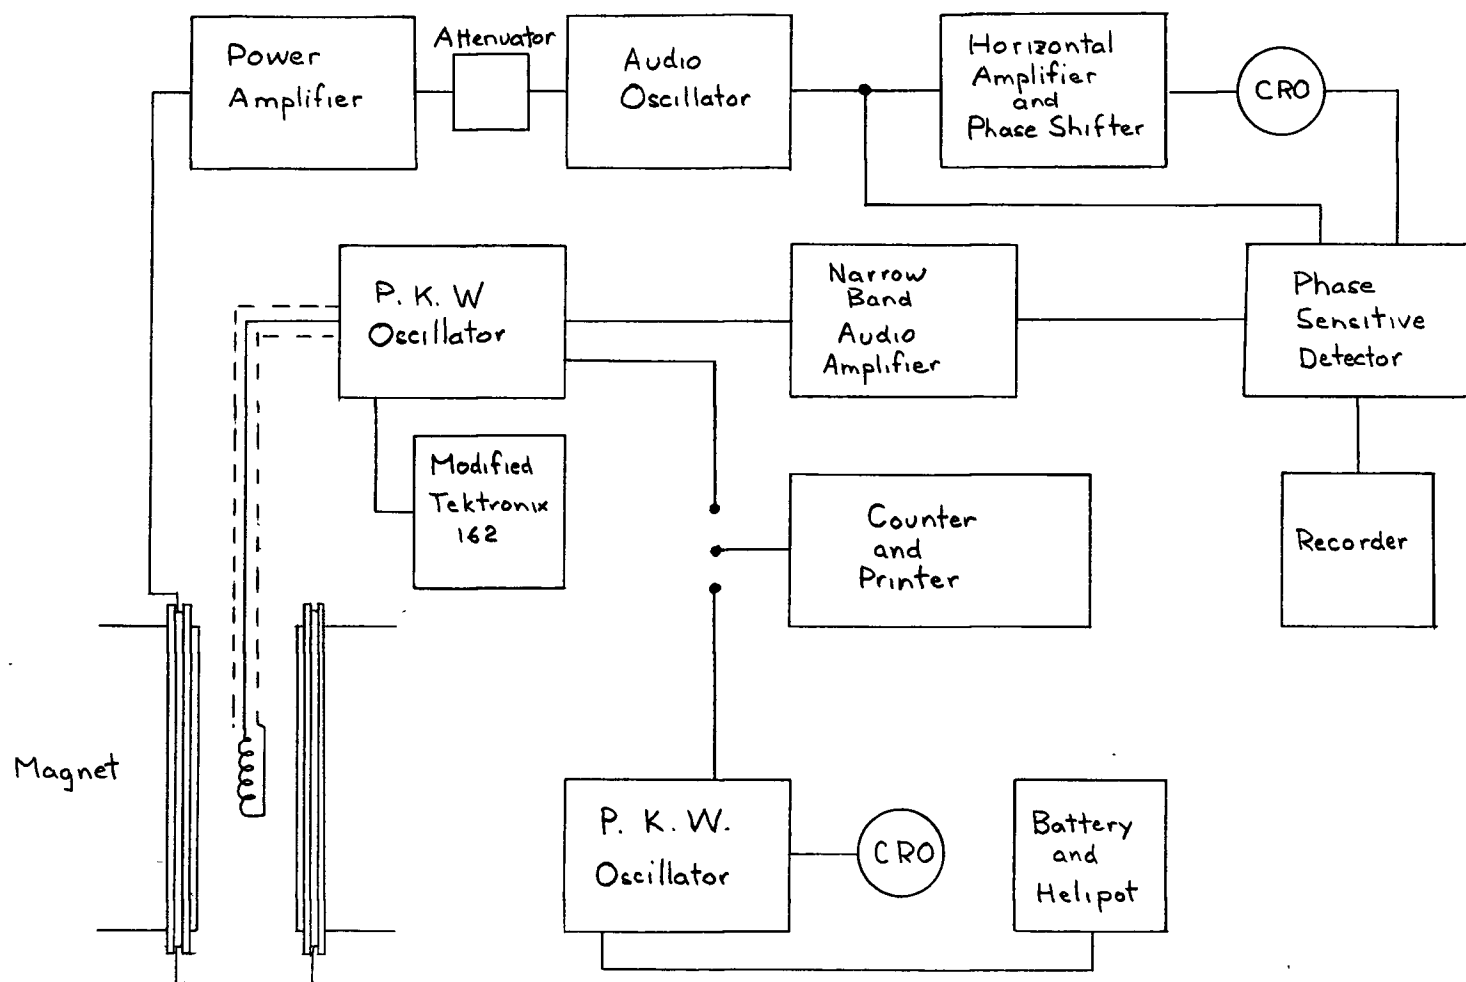 Power
Amplifier
Attenuator
Audio
Oscillator
Horizontal
Amplifier
and
Phase Shifter
CRO
P. K. W
Oscillator
Narrow
Band
Audio
Amplifier
Phase
Sensitive
Detector
Modified
Tektronix
162
Counter
and
Printer
Recorder
Magnet
P. K. W.
Oscillator
CRO
Battery
and
Helipot